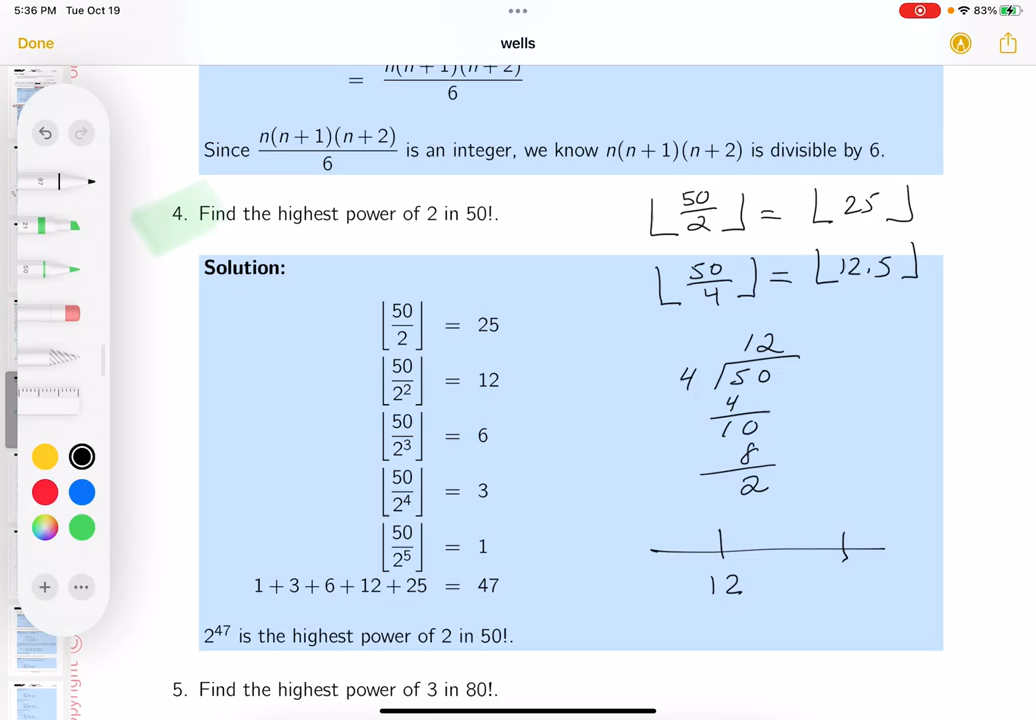 5:36 PM Tue Oct 19
83%
Done
wells
= n(n + 1)(n + 2) / 6
Since n(n + 1)(n + 2) / 6 is an integer, we know n(n + 1)(n + 2) is divisible by 6.
4. Find the highest power of 2 in 50!.
⌊50/2⌋ = ⌊25⌋
⌊50/4⌋ = ⌊12.5⌋
Solution:
⌊50/2⌋ = 25
⌊50/2²⌋ = 12
⌊50/2³⌋ = 6
⌊50/2⁴⌋ = 3
⌊50/2⁵⌋ = 1
1 + 3 + 6 + 12 + 25 = 47
12
4 / 50
4
10
8
2
12
2⁴⁷ is the highest power of 2 in 50!.
5. Find the highest power of 3 in 80!.
97
50